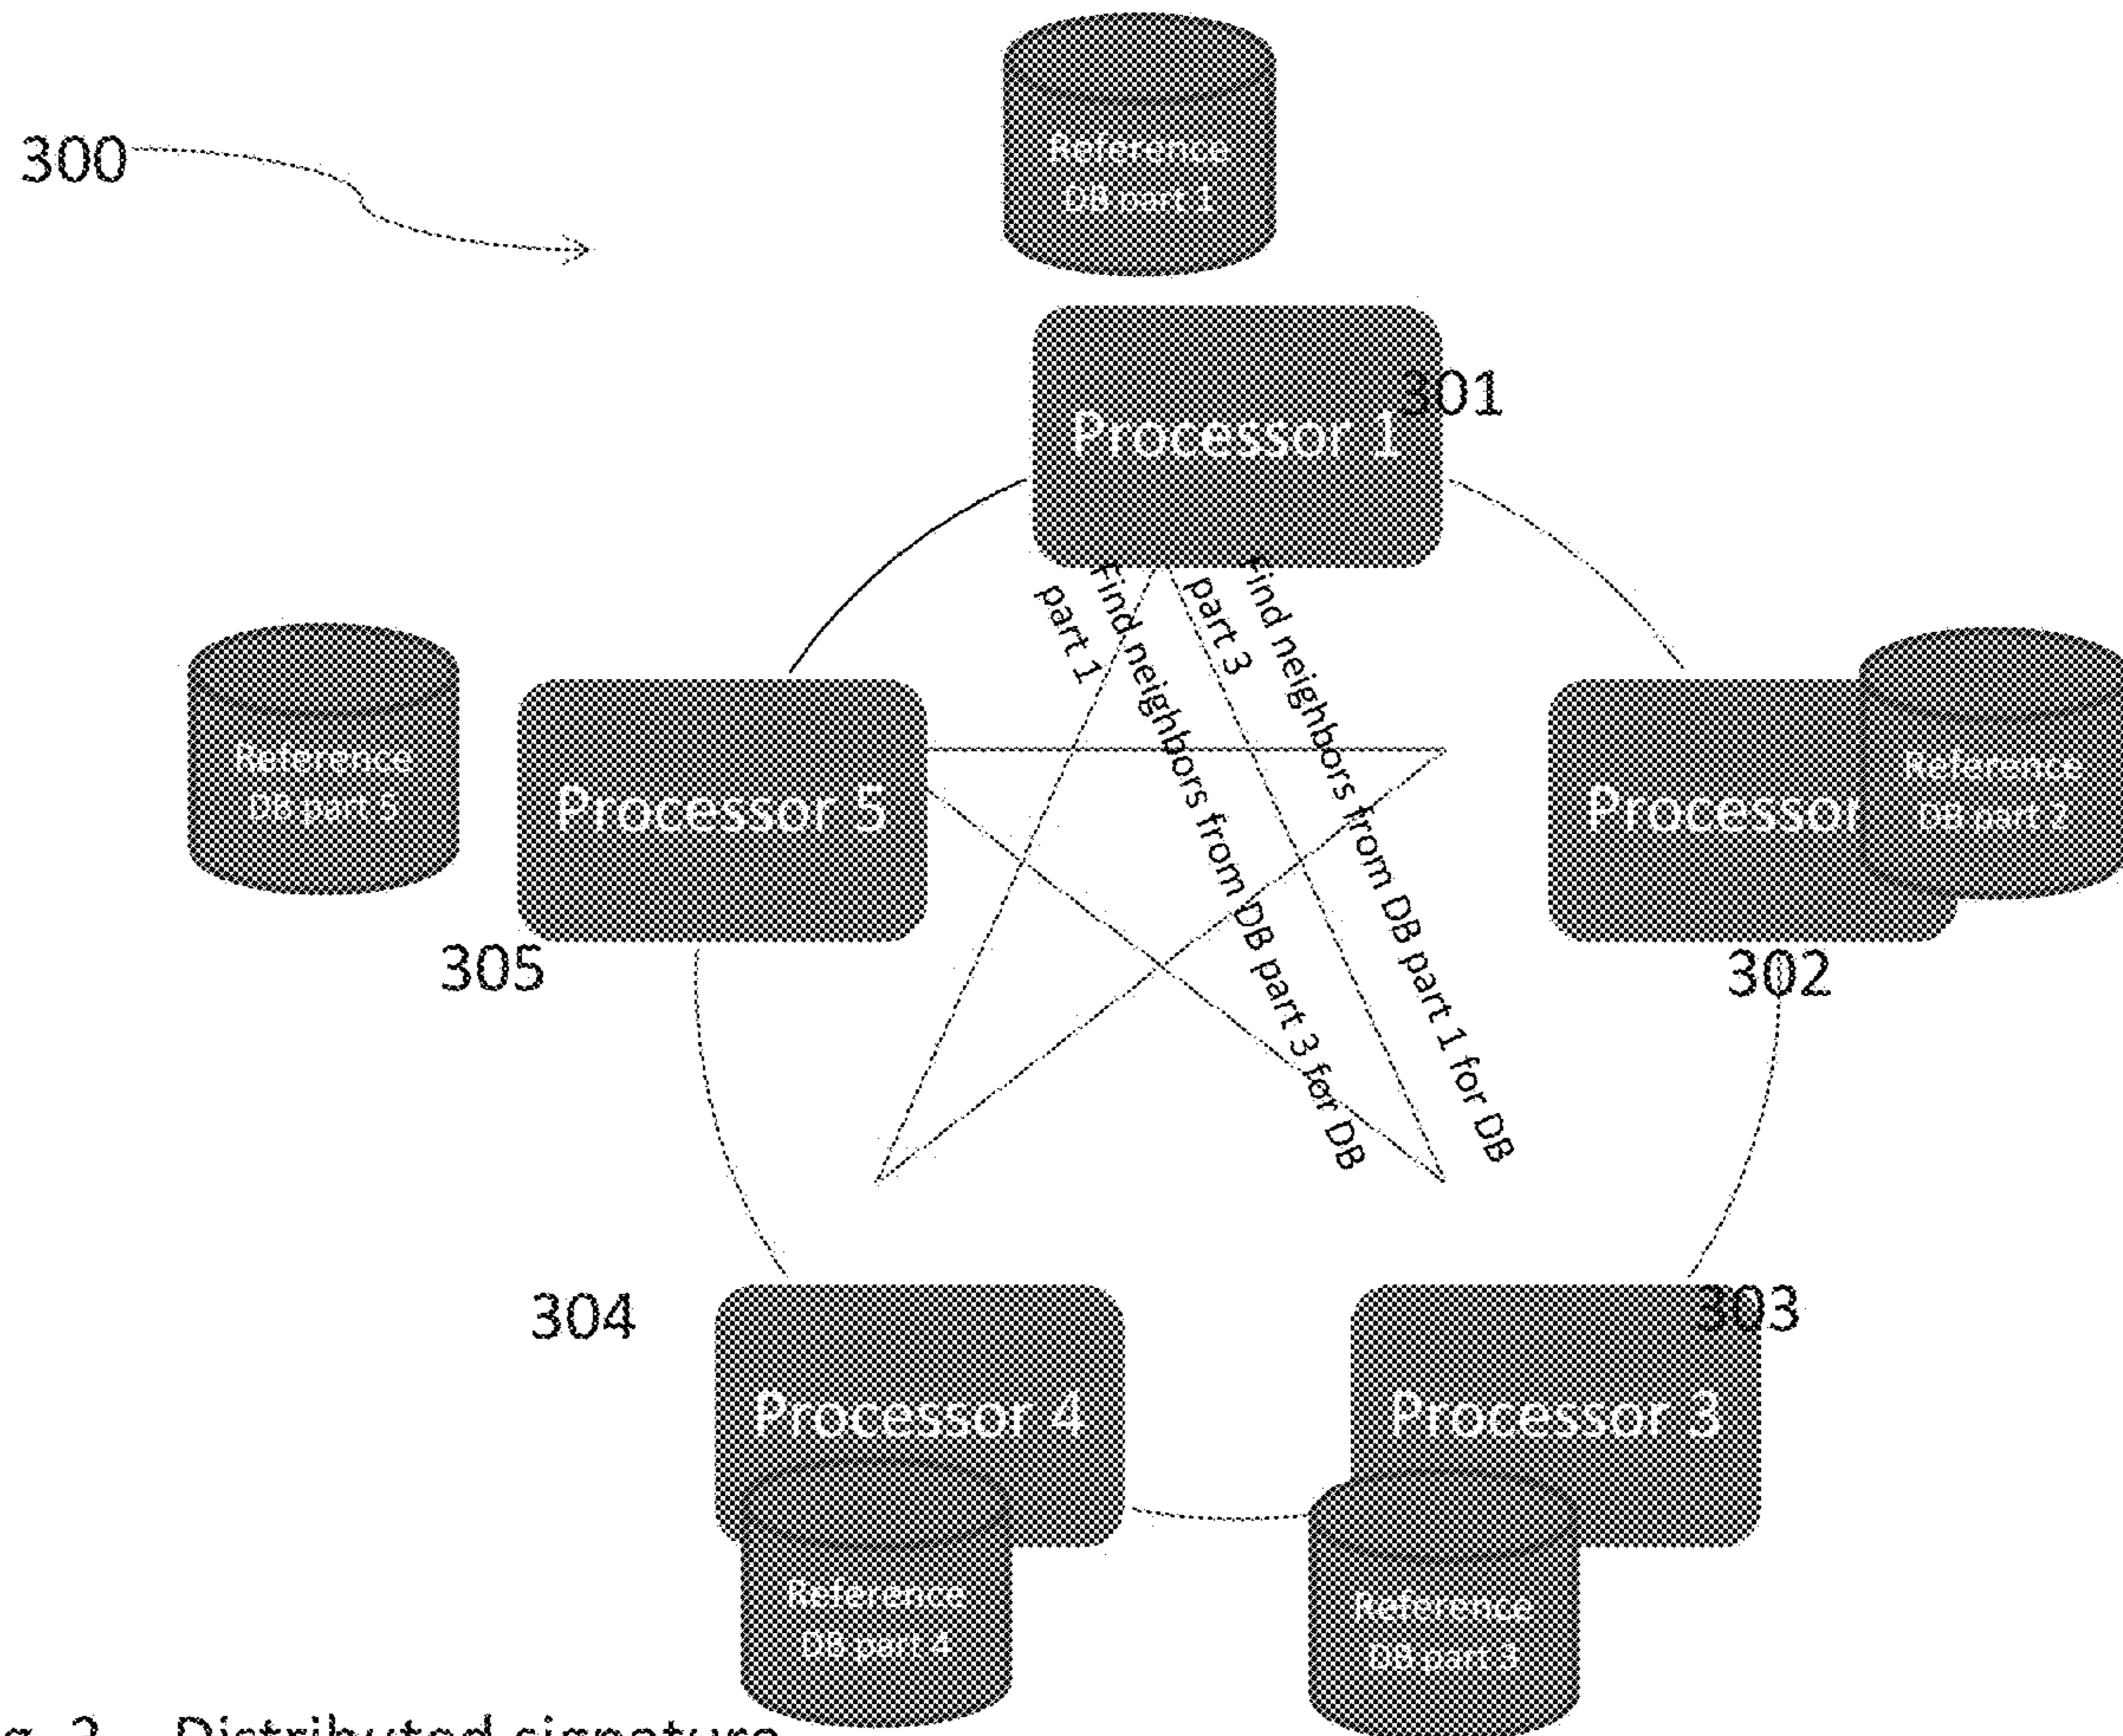 300
Reference
DB part 1
301
Processor 1
Find neighbors from DB part 3 for DB
part 1
Find neighbors from DB part 1 for DB
part 3
Reference
DB part 5
Processor 5
305
Processor
Reference
DB part 2
302
304
Processor 4
Reference
DB part 4
303
Processor 3
Reference
DB part 3
Distributed signature